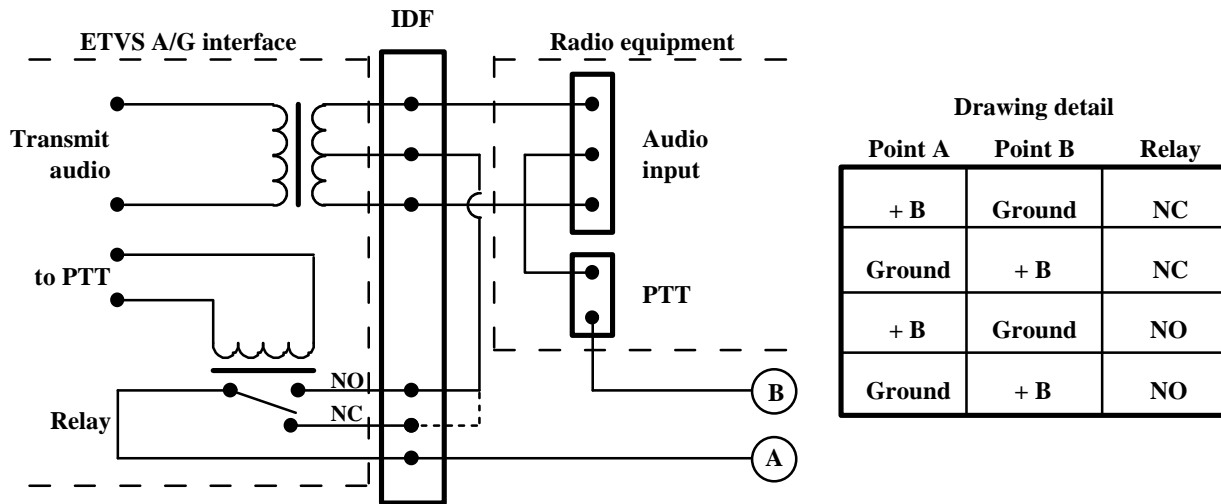 IDF
ETVS A/G interface
Radio equipment
Transmit
audio
Audio
input
to PTT
PTT
NO
NC
Relay
B
A
Drawing detail
Point A Point B Relay
+ B Ground NC
Ground + B NC
+ B Ground NO
Ground + B NO